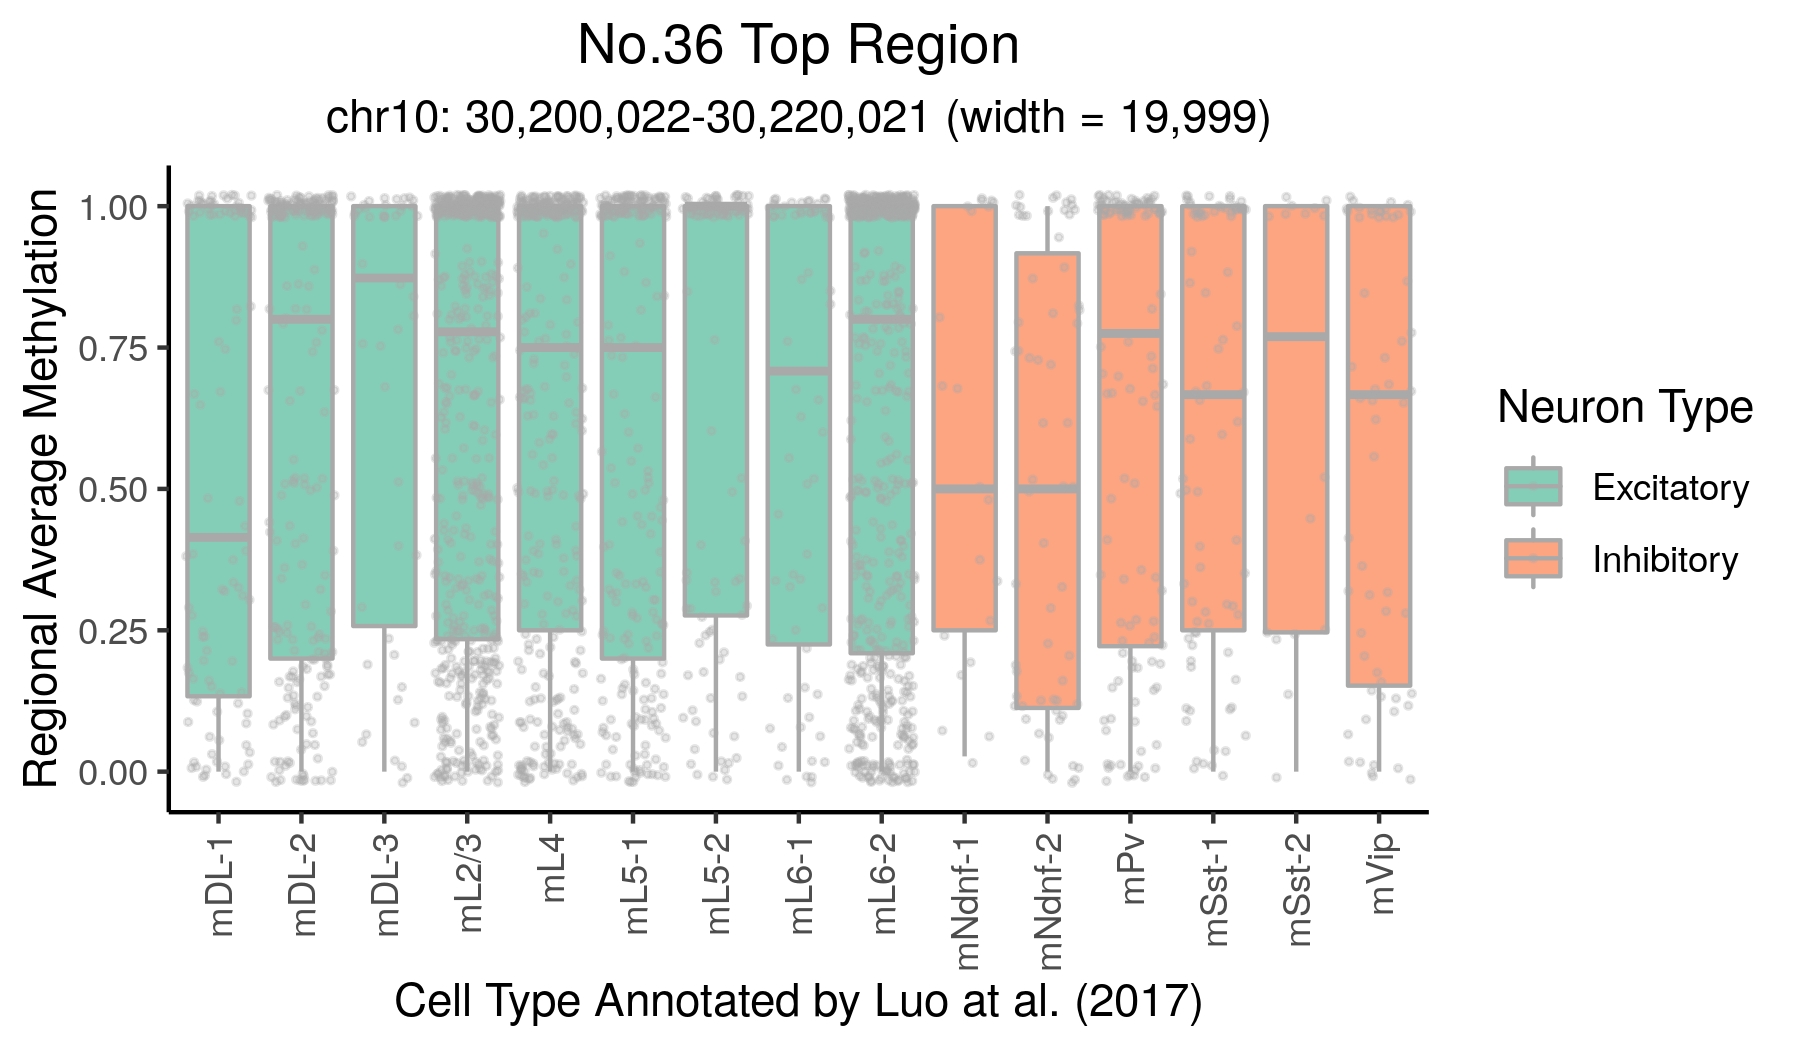 No.36 Top Region
chr10: 30,200,022-30,220,021 (width = 19,999)
Regional Average Methylation
1.00
0.75
0.50
0.25
0.00
mDL-1
mDL-2
mDL-3
mL2/3
mL4
mL5-1
mL5-2
mL6-1
mL6-2
mNdnf-1
mNdnf-2
mPv
mSst-1
mSst-2
mVip
Cell Type Annotated by Luo at al. (2017)
Neuron Type
Excitatory
Inhibitory